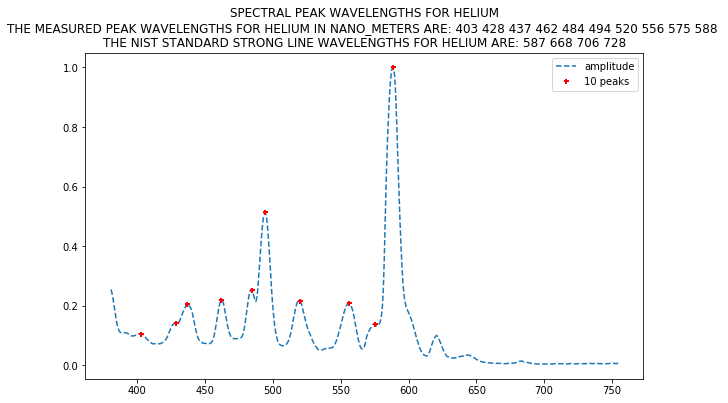 SPECTRAL PEAK WAVELENGTHS FOR HELIUM
THE MEASURED PEAK WAVELENGTHS FOR HELIUM IN NANO_METERS ARE: 403 428 437 462 484 494 520 556 575 588
THE NIST STANDARD STRONG LINE WAVELENGTHS FOR HELIUM ARE: 587 668 706 728
amplitude
10 peaks
1.0
0.8
0.6
0.4
0.2
0.0
400 450 500 550 600 650 700 750